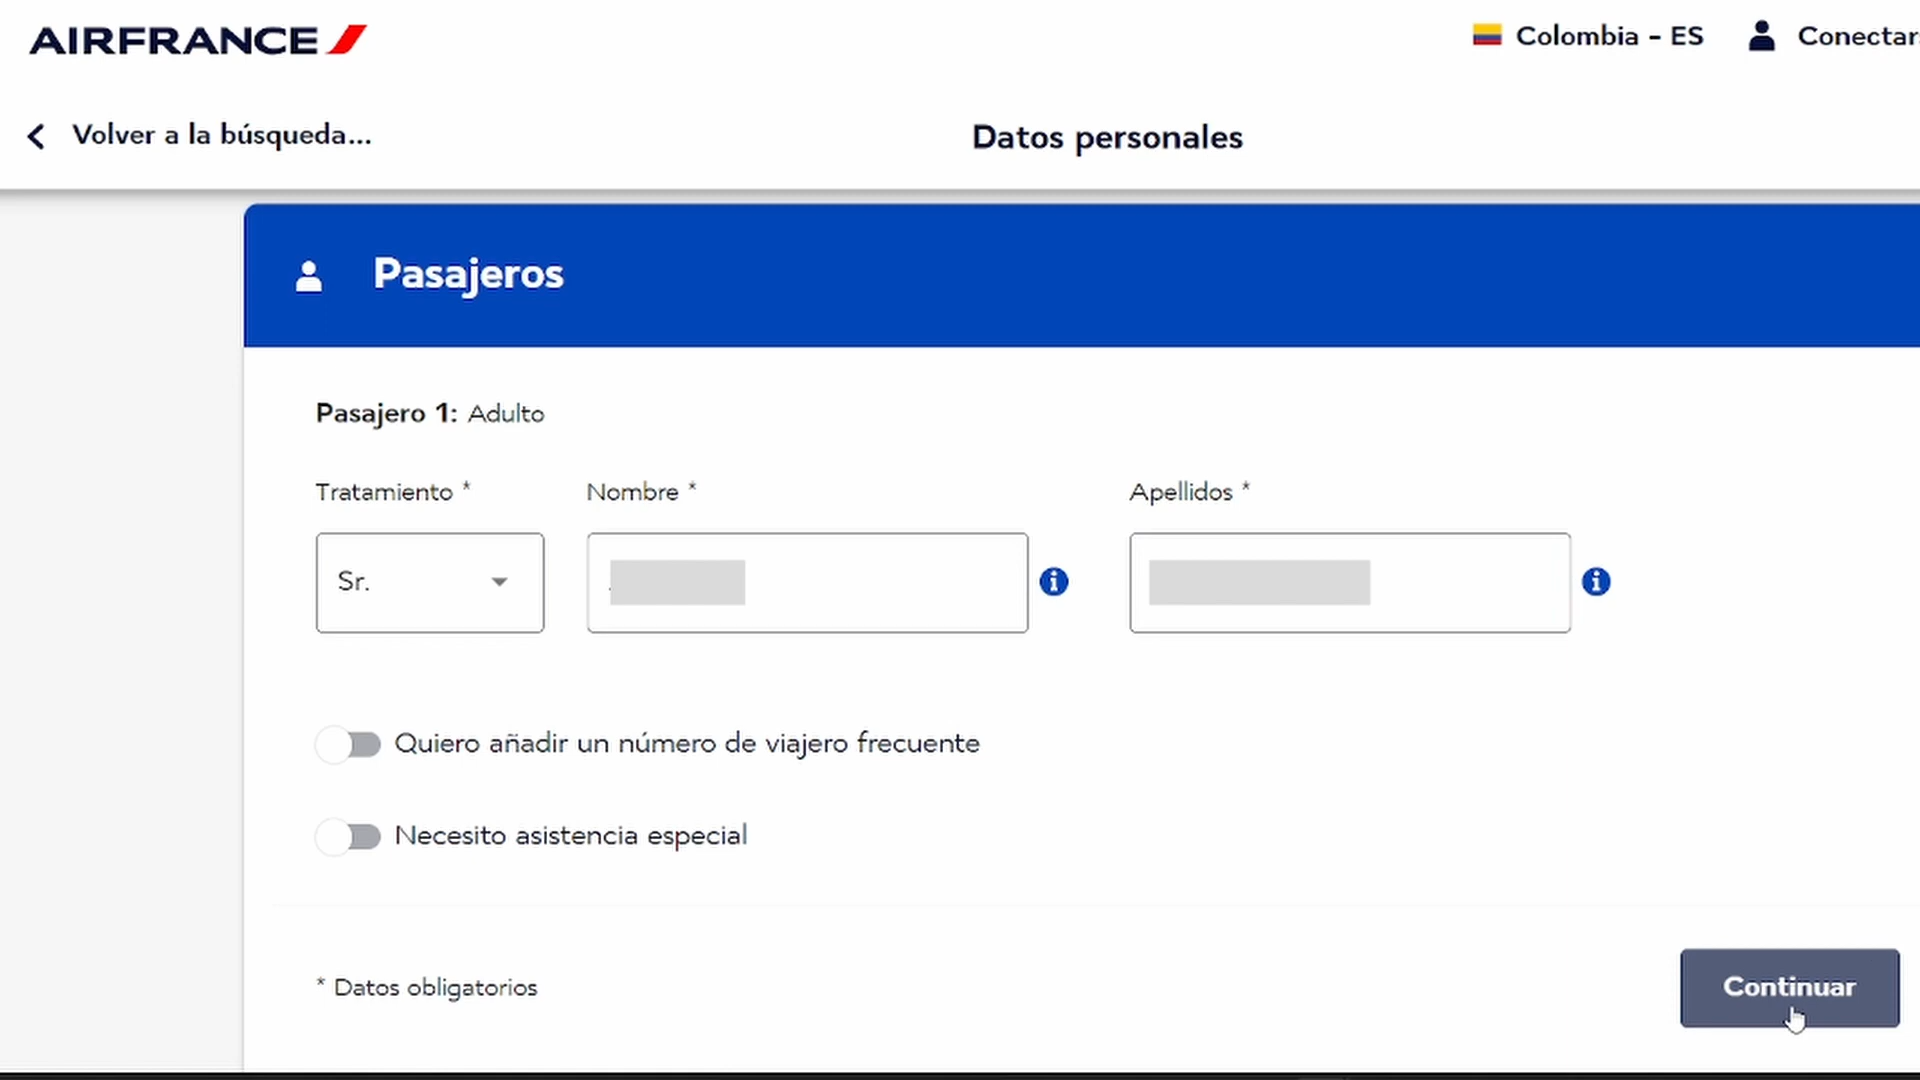 AIRFRANCE
Colombia - ES
Volver a la búsqueda...
Datos personales
Pasajeros
Pasajero 1: Adulto
Tratamiento *
Nombre *
Apellidos *
Sr.
Quiero añadir un número de viajero frecuente
Necesito asistencia especial
* Datos obligatorios
Continuar